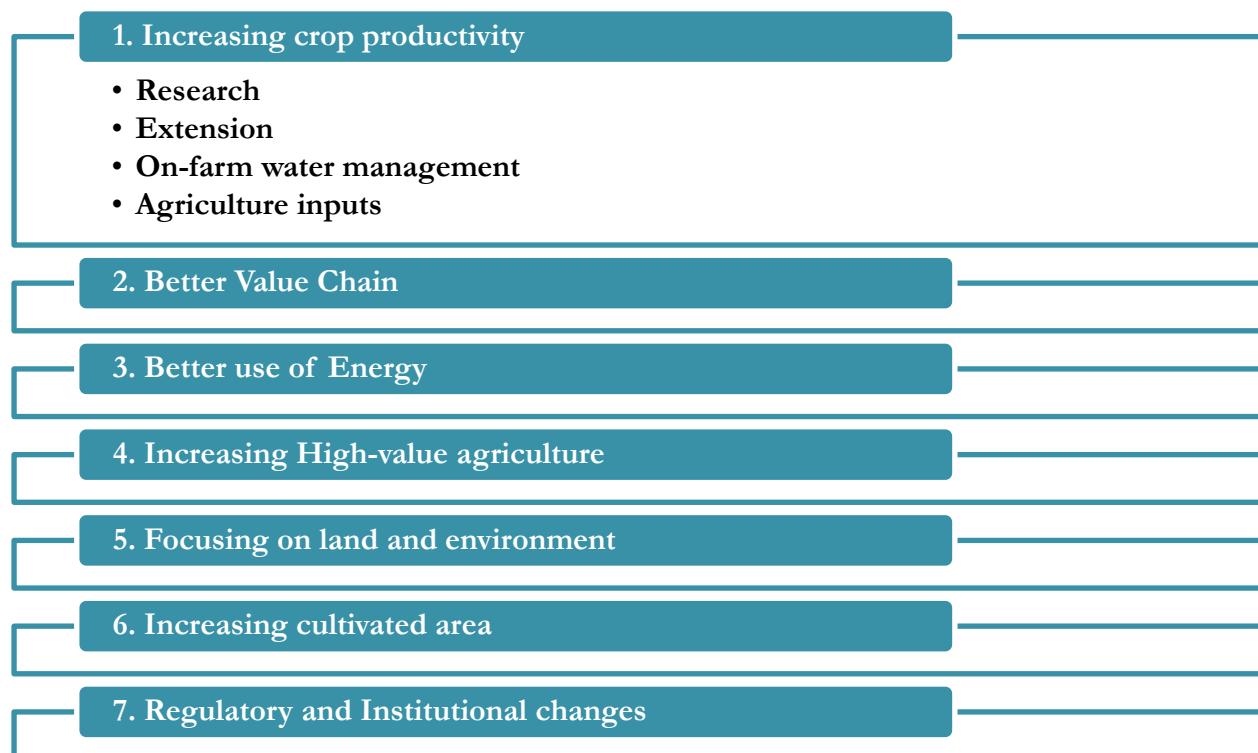 1. Increasing crop productivity
• Research
• Extension
• On-farm water management
• Agriculture inputs
2. Better Value Chain
3. Better use of Energy
4. Increasing High-value agriculture
5. Focusing on land and environment
6. Increasing cultivated area
7. Regulatory and Institutional changes